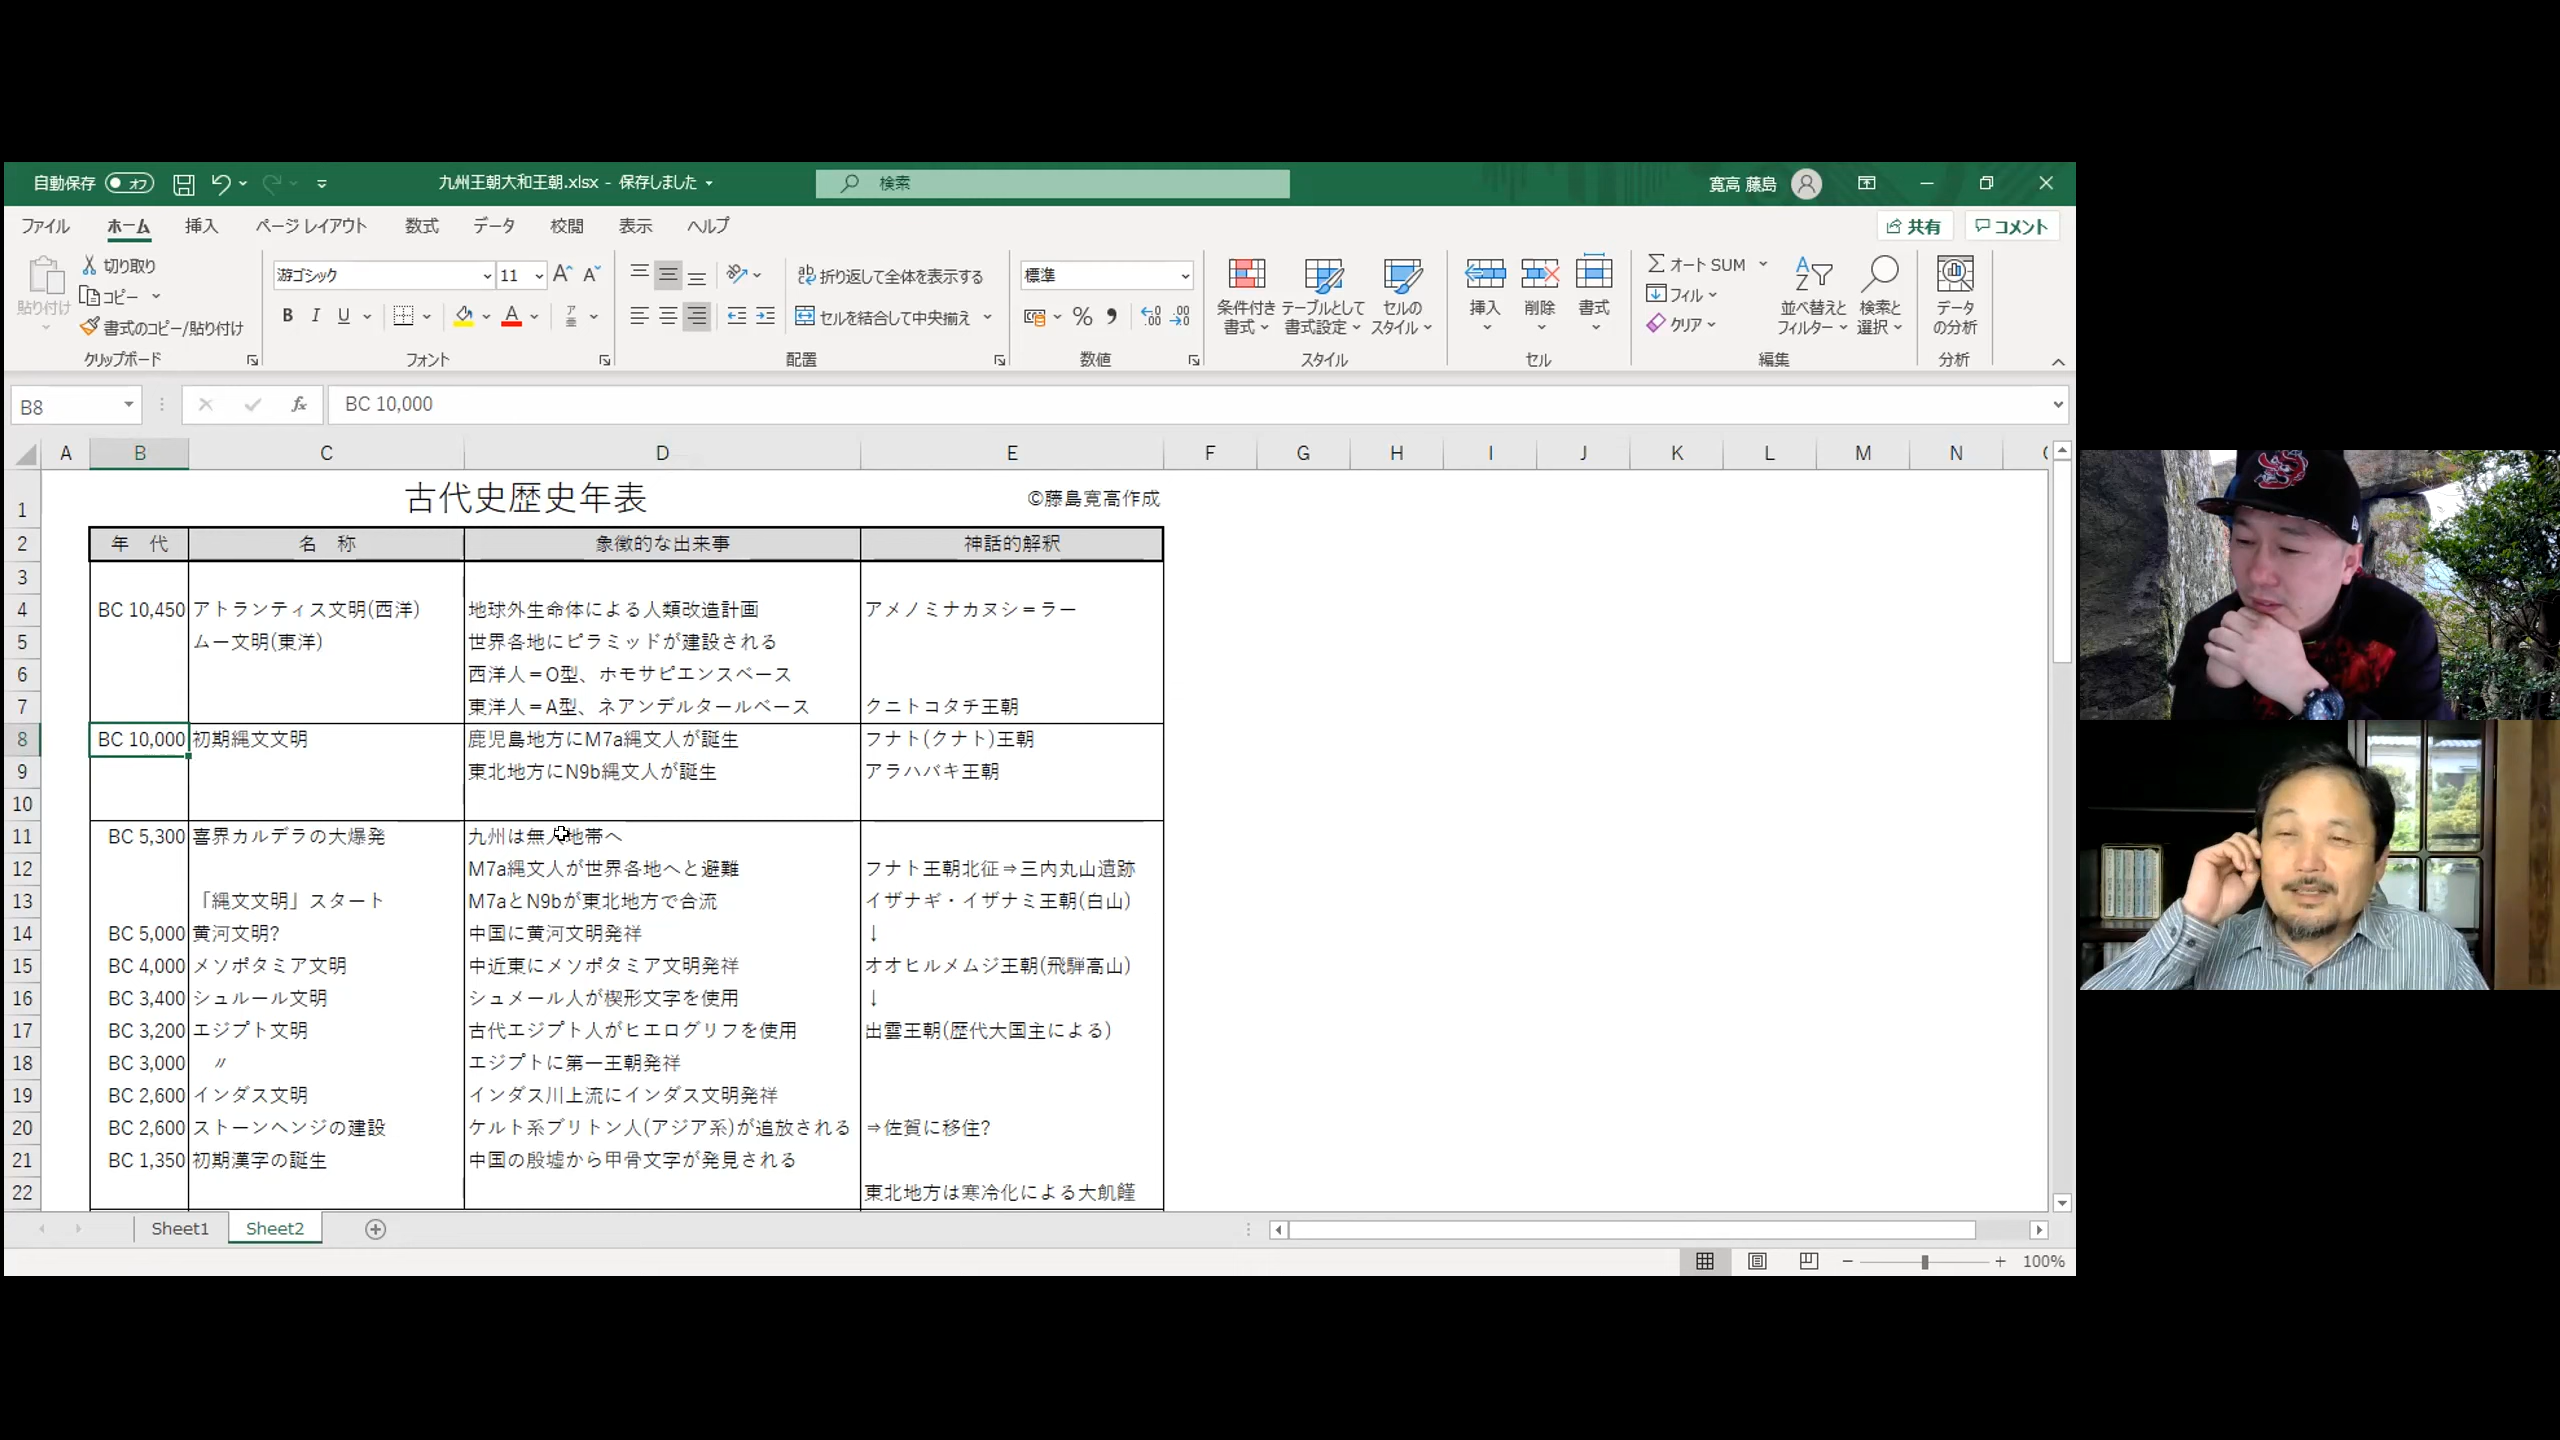 自動保存 オフ 九州王朝大和王朝.xlsx - 保存しました 検索 寛高 藤島
ファイル ホーム 挿入 ページ レイアウト 数式 データ 校閲 表示 ヘルプ 共有 コメント
貼り付け 切り取り コピー 書式のコピー/貼り付け
クリップボード
游ゴシック 11
B I U
フォント
折り返して全体を表示する
セルを結合して中央揃え
配置
標準
数値
条件付き書式 テーブルとして書式設定 セルのスタイル
スタイル
挿入 削除 書式
セル
オート SUM
フィル
クリア
並べ替えとフィルター 検索と選択
編集
データの分析
分析
B8 fx BC 10,000
A B C D E F G H I J K L M N
1 古代史歴史年表 ©藤島寛高作成
2 年 代 名 称 象徴的な出来事 神話的解釈
3
4 BC 10,450 アトランティス文明(西洋) 地球外生命体による人類改造計画 アメノミナカヌシ＝ラー
5 ムー文明(東洋) 世界各地にピラミッドが建設される
6 西洋人＝O型、ホモサピエンスベース
7 東洋人＝A型、ネアンデルタールベース クニトコタチ王朝
8 BC 10,000 初期縄文文明 鹿児島地方にM7a縄文人が誕生 フナト(クナト)王朝
9 東北地方にN9b縄文人が誕生 アラハバキ王朝
10
11 BC 5,300 喜界カルデラの大爆発 九州は無人地帯へ
12 M7a縄文人が世界各地へと避難 フナト王朝北征⇒三内丸山遺跡
13 「縄文文明」スタート M7aとN9bが東北地方で合流 イザナギ・イザナミ王朝(白山)
14 BC 5,000 黄河文明? 中国に黄河文明発祥 ↓
15 BC 4,000 メソポタミア文明 中近東にメソポタミア文明発祥 オオヒルメムジ王朝(飛騨高山)
16 BC 3,400 シュルール文明 シュメール人が楔形文字を使用 ↓
17 BC 3,200 エジプト文明 古代エジプト人がヒエログリフを使用 出雲王朝(歴代大国主による)
18 BC 3,000 〃 エジプトに第一王朝発祥
19 BC 2,600 インダス文明 インダス川上流にインダス文明発祥
20 BC 2,600 ストーンヘンジの建設 ケルト系ブリトン人(アジア系)が追放される ⇒佐賀に移住?
21 BC 1,350 初期漢字の誕生 中国の殷墟から甲骨文字が発見される
22 東北地方は寒冷化による大飢饉
Sheet1 Sheet2
100%